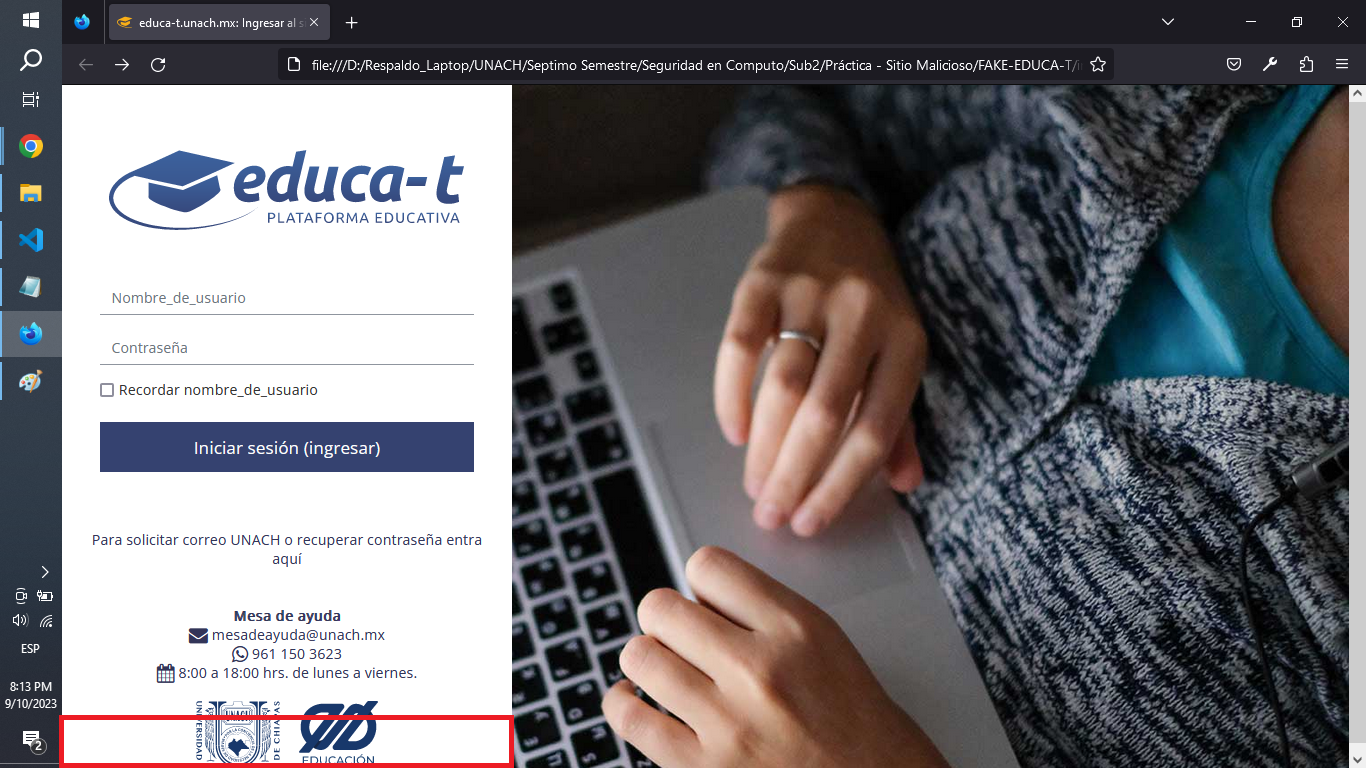 educa-t.unach.mx: Ingresar al s
file:///D:/Respaldo_Laptop/UNACH/Septimo Semestre/Seguridad en Computo/Sub2/Práctica - Sitio Malicioso/FAKE-EDUCA-T/i
educa-t
PLATAFORMA EDUCATIVA
Nombre_de_usuario
Contraseña
Recordar nombre_de_usuario
Iniciar sesión (ingresar)
Para solicitar correo UNACH o recuperar contraseña entra
aquí
Mesa de ayuda
mesadeayuda@unach.mx
961 150 3623
8:00 a 18:00 hrs. de lunes a viernes.
UNIVERSIDAD
UNACH
DE CHIAPAS
EDUCACIÓN
ESP
8:13 PM
9/10/2023
2